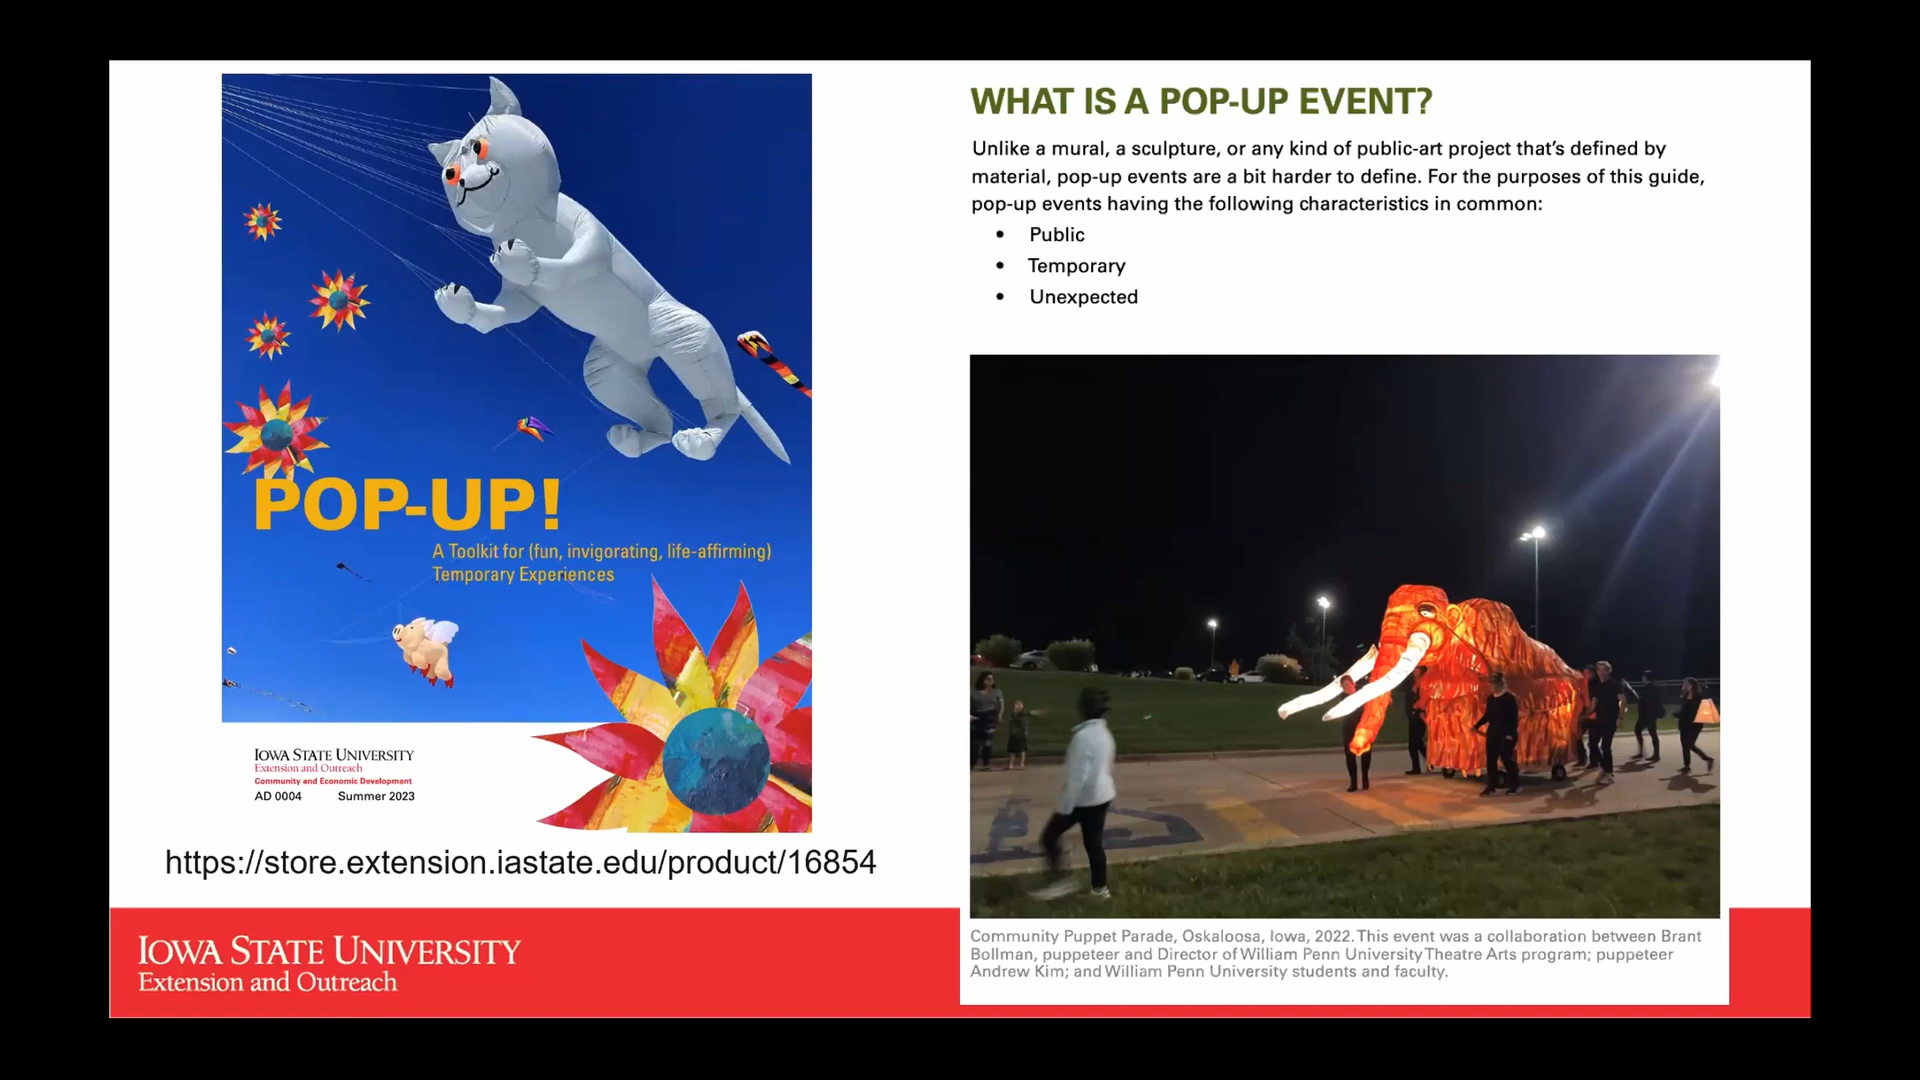 POP-UP!
A Toolkit for (fun, invigorating, life-affirming)
Temporary Experiences
IOWA STATE UNIVERSITY
Extension and Outreach
Community and Economic Development
AD 0004 Summer 2023
https://store.extension.iastate.edu/product/16854
WHAT IS A POP-UP EVENT?
Unlike a mural, a sculpture, or any kind of public-art project that's defined by
material, pop-up events are a bit harder to define. For the purposes of this guide,
pop-up events having the following characteristics in common:
• Public
• Temporary
• Unexpected
Community Puppet Parade, Oskaloosa, Iowa, 2022. This event was a collaboration between Brant
Bollman, puppeteer and Director of William Penn University Theatre Arts program; puppeteer
Andrew Kim; and William Penn University students and faculty.
IOWA STATE UNIVERSITY
Extension and Outreach